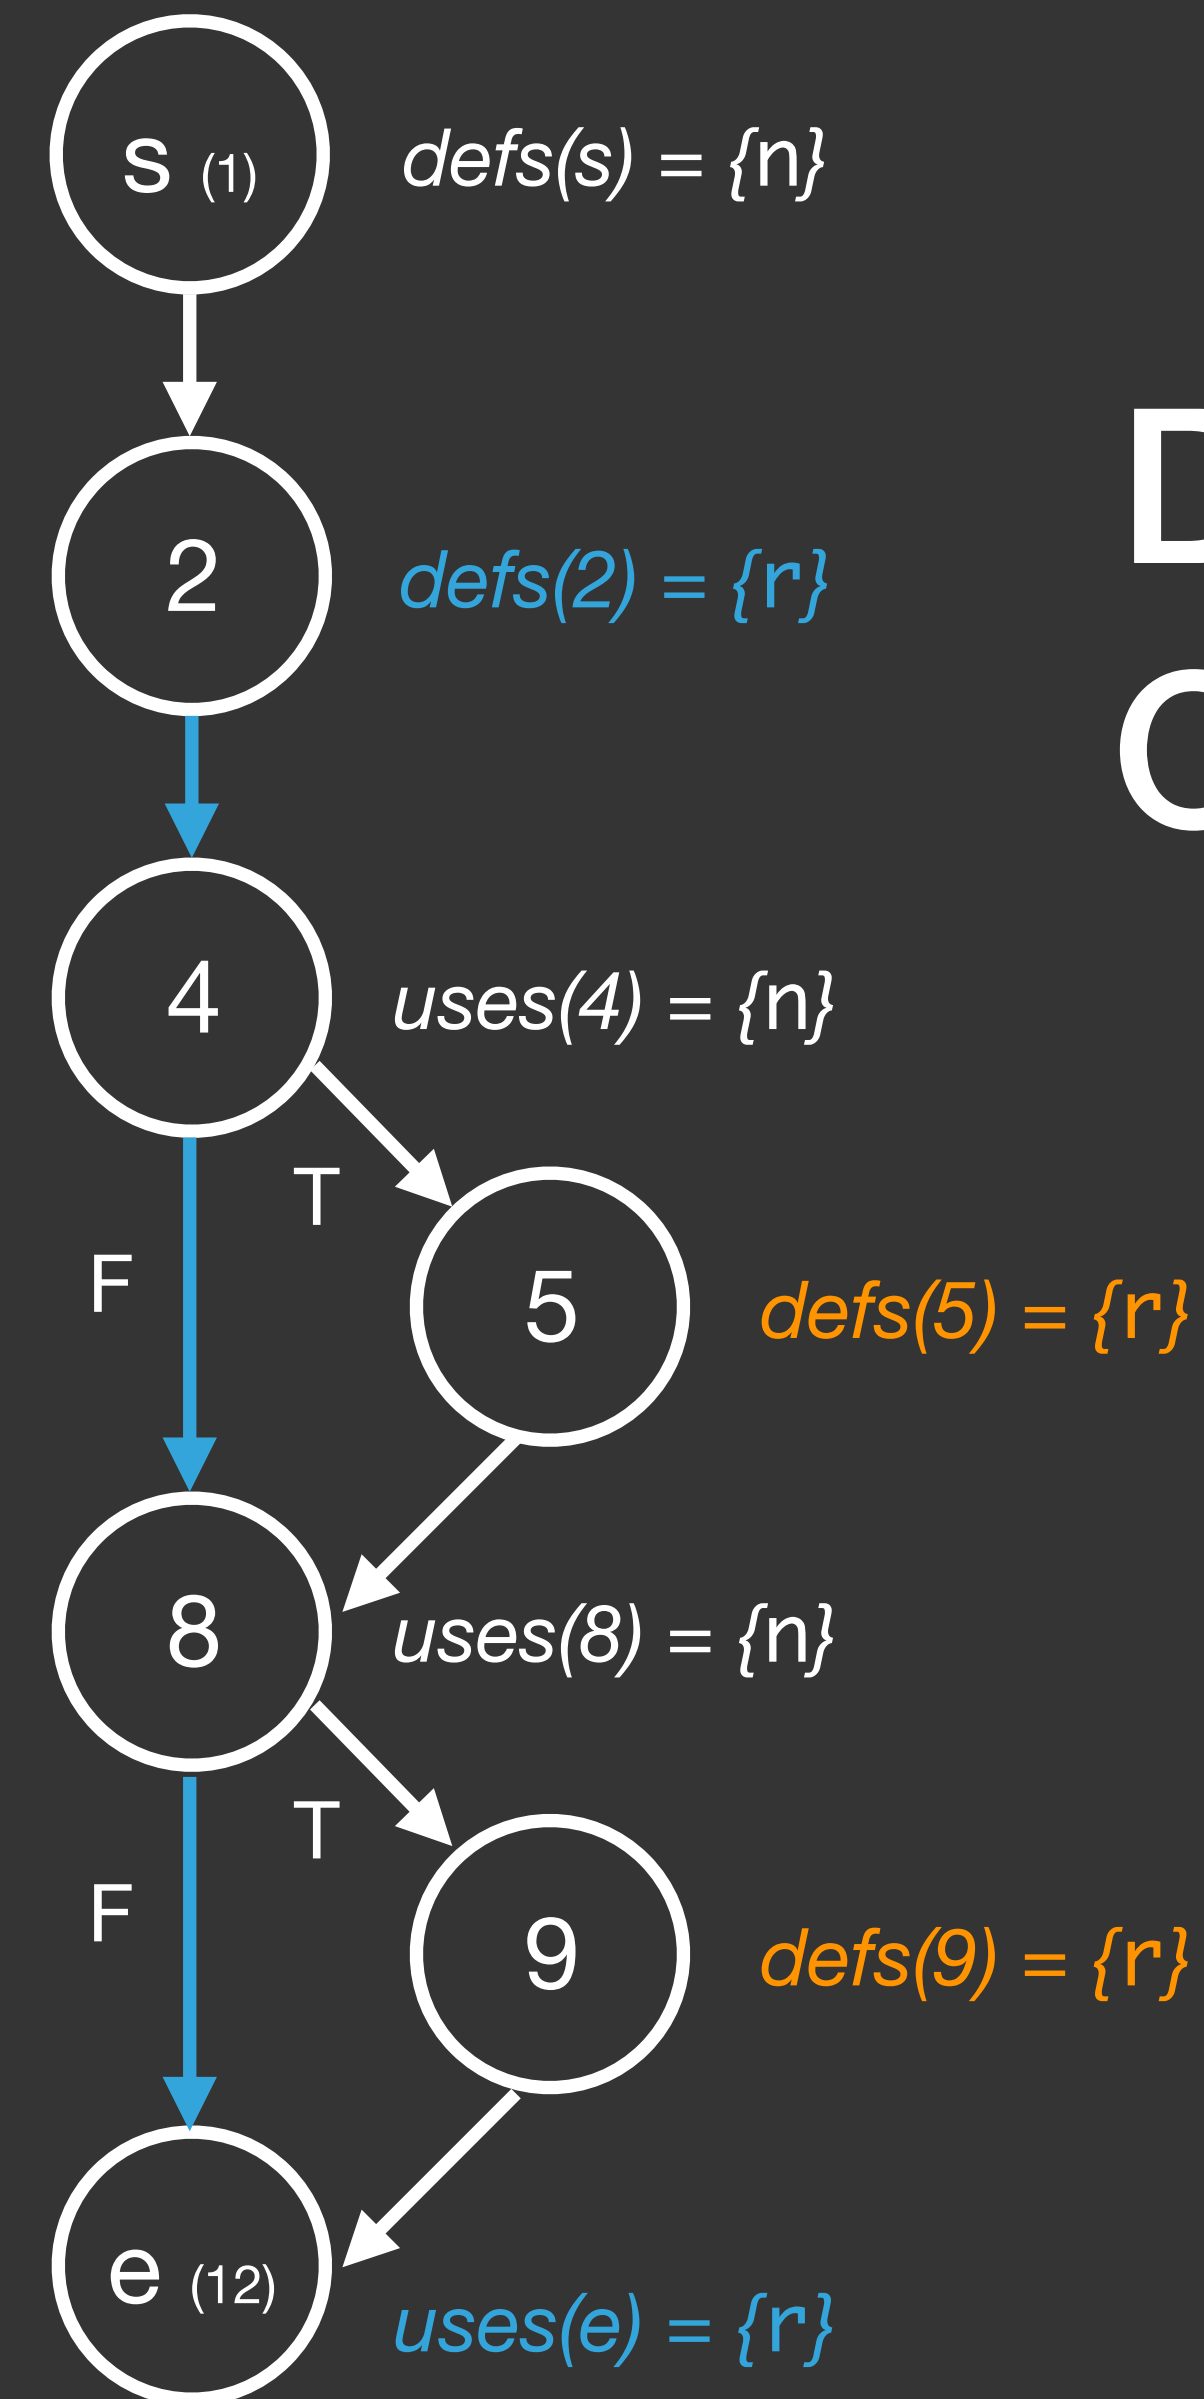 s (1)
defs(s) = {n}
2
defs(2) = {r}
4
uses(4) = {n}
T
F
5
defs(5) = {r}
8
uses(8) = {n}
T
F
9
defs(9) = {r}
e (12)
uses(e) = {r}